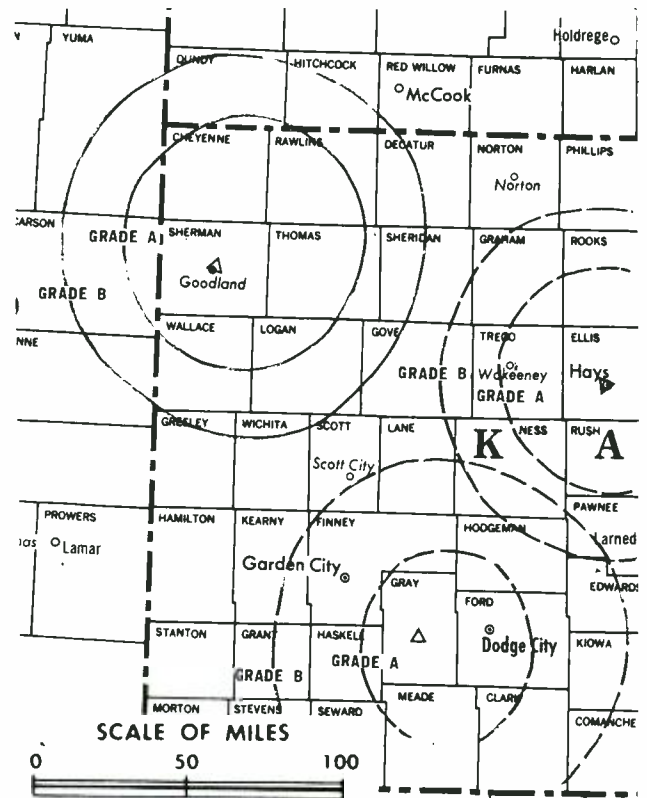 YUMA
Holdrege
DUNDY
HITCHCOCK
RED WILLOW
FURNAS
HARLAN
McCook
CHEYENNE
RAWLINS
DECATUR
NORTON
PHILLIPS
Norton
CARSON
GRADE A
SHERMAN
THOMAS
SHERIDAN
GRAHAM
ROOKS
Goodland
GRADE B
WALLACE
LOGAN
GOVE
TREGO
ELLIS
NNE
GRADE B
Wakeeney
Hays
GRADE A
GREELEY
WICHITA
SCOTT
LANE
NESS
RUSH
K
A
Scott City
PROWERS
HAMILTON
KEARNY
FINNEY
HODGEMAN
PAWNEE
Lamar
Larned
Garden City
GRAY
EDWARDS
FORD
STANTON
GRANT
HASKELL
Dodge City
KIOWA
GRADE B
GRADE A
MEADE
CLARK
MORTON
STEVENS
SEWARD
COMANCHE
SCALE OF MILES
0 50 100